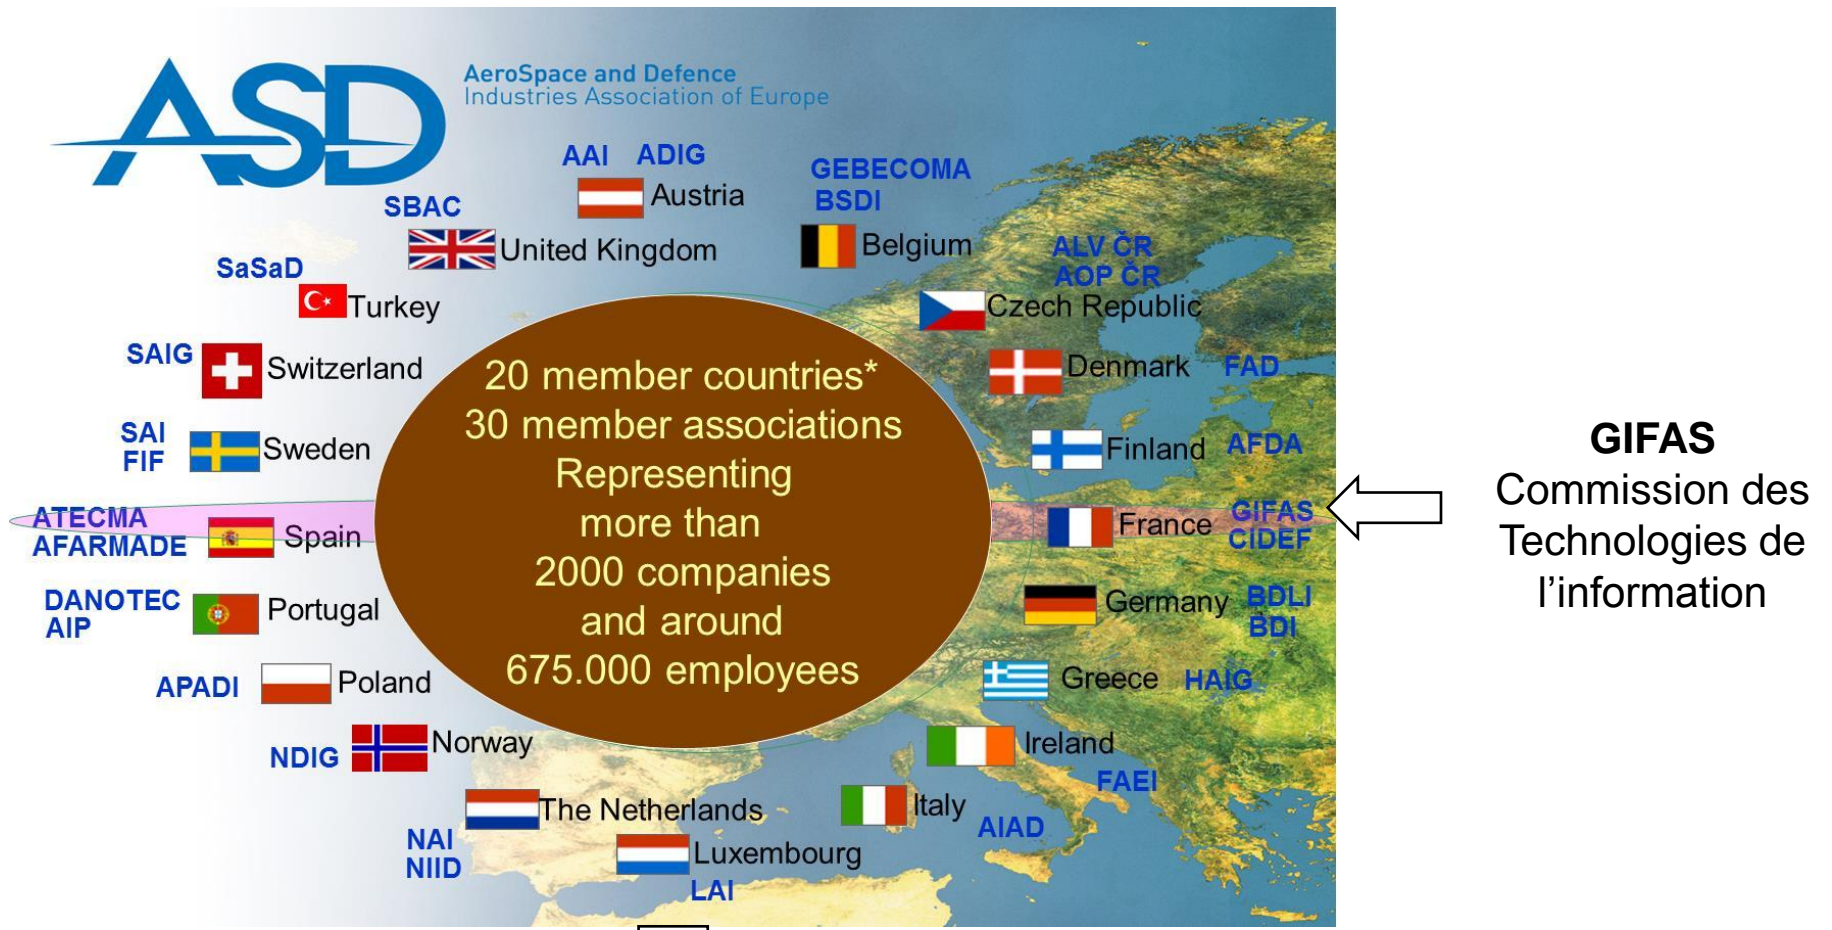 ASD
AeroSpace and Defence
Industries Association of Europe
AAI ADIG
Austria
GEBECOMA
BSDI
Belgium
SBAC
United Kingdom
ALV ČR
AOP ČR
Czech Republic
SaSaD
Turkey
SAIG
Switzerland
Denmark
FAD
SAI
FIF
Sweden
Finland
AFDA
ATECMA
AFARMADE
Spain
France
GIFAS
CIDEF
DANOTEC
AIP
Portugal
Germany
BDLI
BDI
APADI
Poland
Greece
HAIG
NDIG
Norway
Ireland
FAEI
The Netherlands
NAI
NIID
Italy
AIAD
Luxembourg
LAI
20 member countries*
30 member associations
Representing
more than
2000 companies
and around
675.000 employees
GIFAS
Commission des
Technologies de
l’information